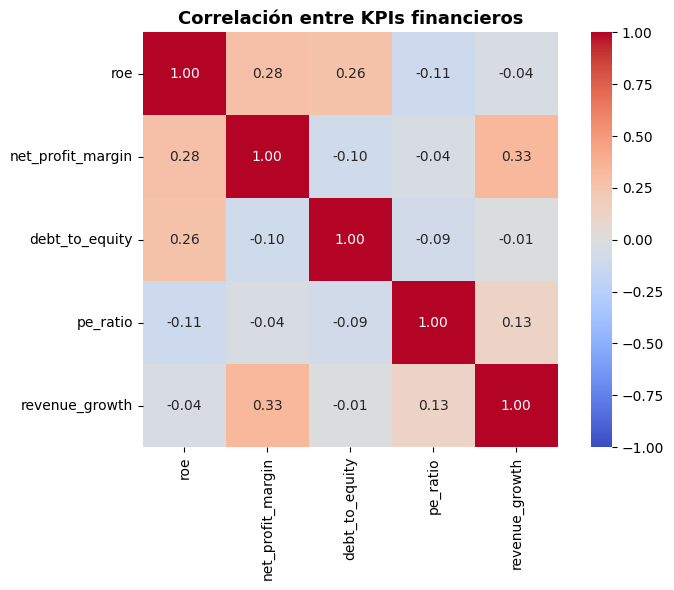 Correlación entre KPIs financieros
roe 1.00 0.28 0.26 -0.11 -0.04
net_profit_margin 0.28 1.00 -0.10 -0.04 0.33
debt_to_equity 0.26 -0.10 1.00 -0.09 -0.01
pe_ratio -0.11 -0.04 -0.09 1.00 0.13
revenue_growth -0.04 0.33 -0.01 0.13 1.00
roe
net_profit_margin
debt_to_equity
pe_ratio
revenue_growth
1.00
0.75
0.50
0.25
0.00
−0.25
−0.50
−0.75
−1.00